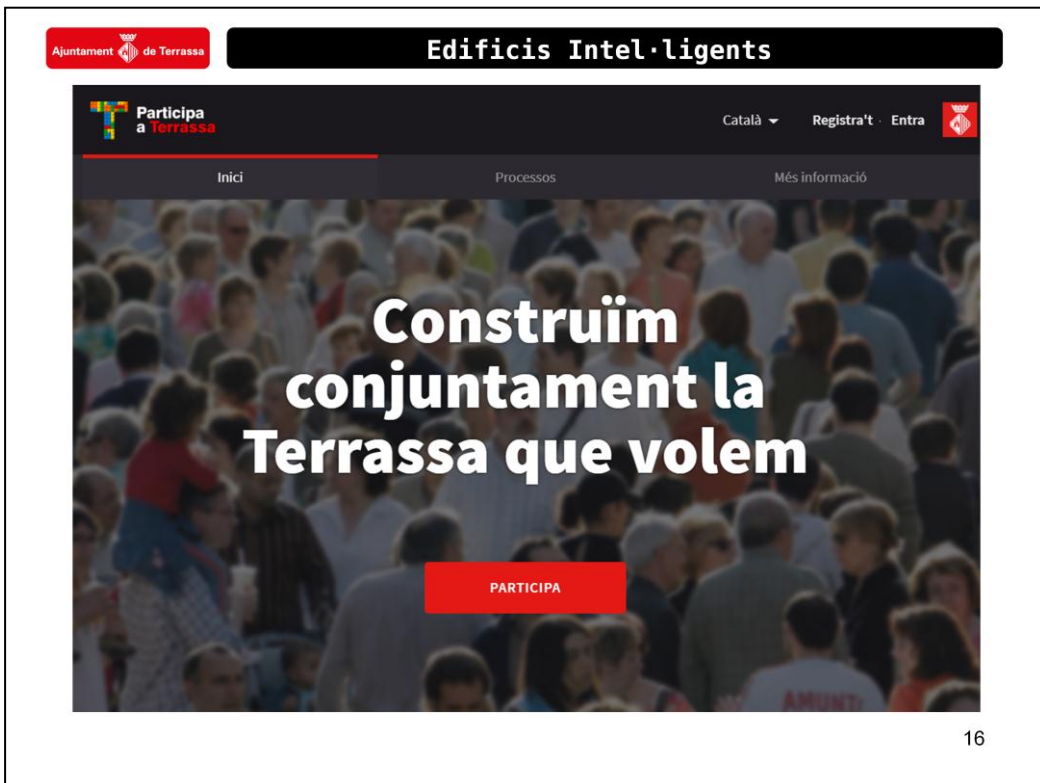 Ajuntament de Terrassa
Edificis Intel·ligents
Participa
a Terrassa
Català
Registra't · Entra
Inici
Processos
Més informació
Construïm
conjuntament la
Terrassa que volem
PARTICIPA
AMUNT!
16